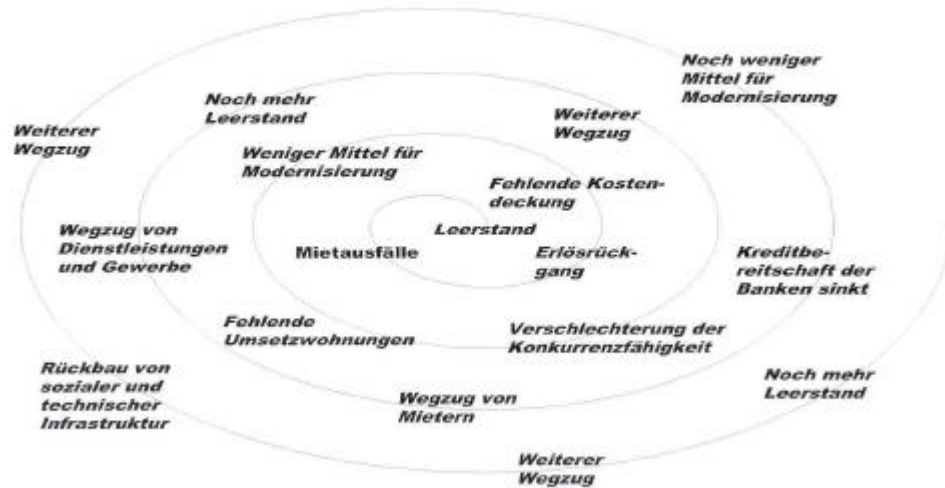 Noch weniger
Mittel für
Modernisierung
Noch mehr
Leerstand
Weiterer
Wegzug
Weiterer
Wegzug
Weniger Mittel für
Modernisierung
Fehlende Kosten-
deckung
Leerstand
Wegzug von
Dienstleistungen
und Gewerbe
Mietausfälle
Erlösrück-
gang
Kreditbe-
reitschaft der
Banken sinkt
Fehlende
Umsetzwohnungen
Verschlechterung der
Konkurrenzfähigkeit
Rückbau von
sozialer und
technischer
Infrastruktur
Noch mehr
Leerstand
Wegzug von
Mietern
Weiterer
Wegzug